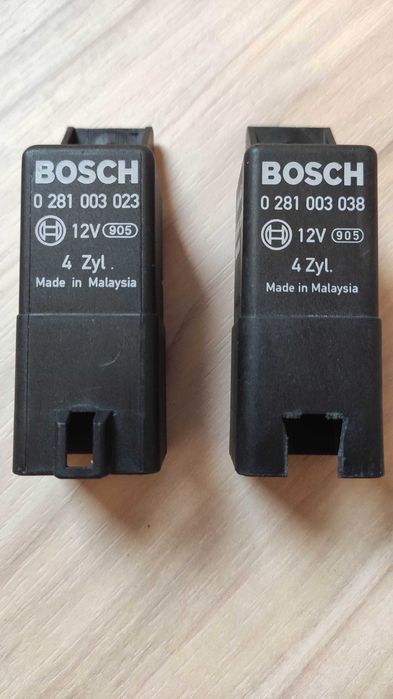 BOSCH
0 281 003 023
12V 905
4 Zyl.
Made in Malaysia
BOSCH
0 281 003 038
12V 905
4 Zyl.
Made in Malaysia